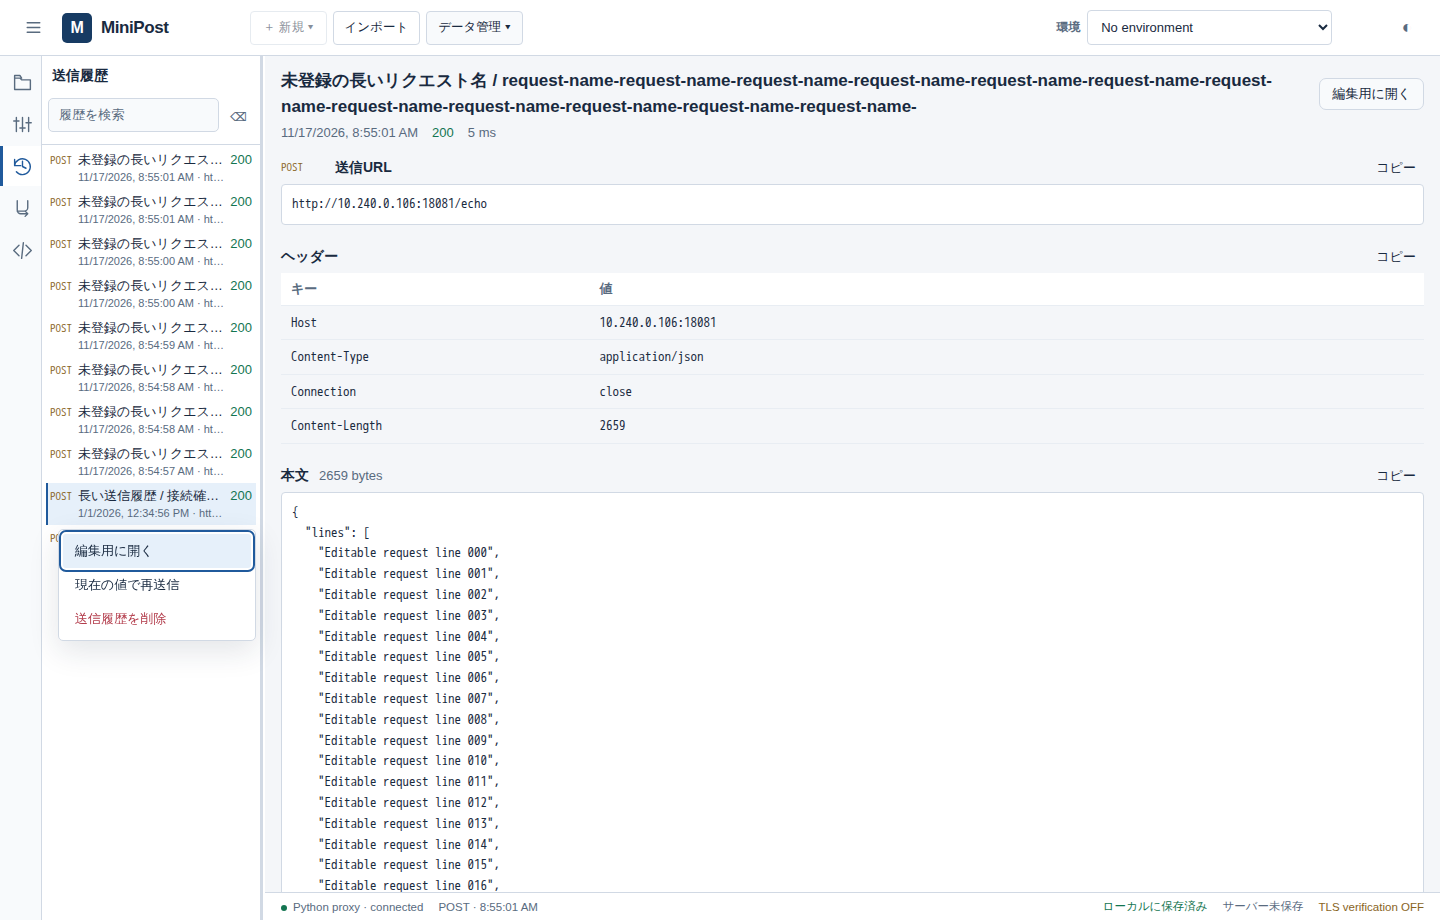 M MiniPost
＋ 新規 ▾
インポート
データ管理 ▾
環境
No environment
送信履歴
履歴を検索
POST 未登録の長いリクエス… 200
11/17/2026, 8:55:01 AM · ht…
POST 未登録の長いリクエス… 200
11/17/2026, 8:55:01 AM · ht…
POST 未登録の長いリクエス… 200
11/17/2026, 8:55:00 AM · ht…
POST 未登録の長いリクエス… 200
11/17/2026, 8:55:00 AM · ht…
POST 未登録の長いリクエス… 200
11/17/2026, 8:54:59 AM · ht…
POST 未登録の長いリクエス… 200
11/17/2026, 8:54:58 AM · ht…
POST 未登録の長いリクエス… 200
11/17/2026, 8:54:58 AM · ht…
POST 未登録の長いリクエス… 200
11/17/2026, 8:54:57 AM · ht…
POST 長い送信履歴 / 接続確… 200
1/1/2026, 12:34:56 PM · htt…
編集用に開く
現在の値で再送信
送信履歴を削除
未登録の長いリクエスト名 / request-name-request-name-request-name-request-name-request-name-request-name-request-name-request-
name-request-name-request-name-request-name-request-name-request-name-
編集用に開く
11/17/2026, 8:55:01 AM 200 5 ms
POST 送信URL コピー
http://10.240.0.106:18081/echo
ヘッダー コピー
キー 値
Host 10.240.0.106:18081
Content-Type application/json
Connection close
Content-Length 2659
本文 2659 bytes コピー
{
"lines": [
"Editable request line 000",
"Editable request line 001",
"Editable request line 002",
"Editable request line 003",
"Editable request line 004",
"Editable request line 005",
"Editable request line 006",
"Editable request line 007",
"Editable request line 008",
"Editable request line 009",
"Editable request line 010",
"Editable request line 011",
"Editable request line 012",
"Editable request line 013",
"Editable request line 014",
"Editable request line 015",
"Editable request line 016",
Python proxy · connected
POST · 8:55:01 AM
ローカルに保存済み
サーバー未保存
TLS verification OFF